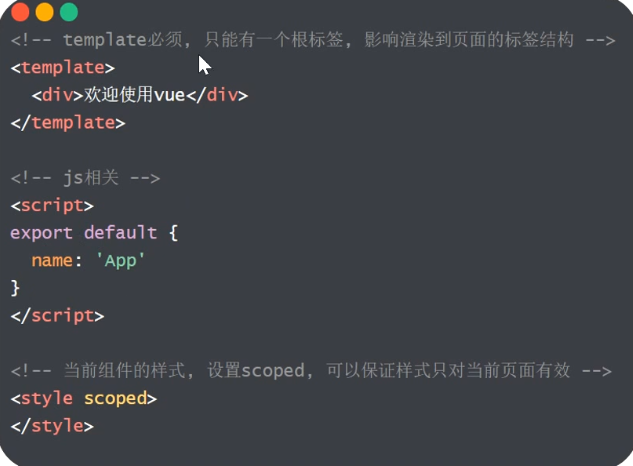 <!-- template必须, 只能有一个根标签, 影响渲染到页面的标签结构 -->
<template>
  <div>欢迎使用vue</div>
</template>

<!-- js相关 -->
<script>
export default {
  name: 'App'
}
</script>

<!-- 当前组件的样式, 设置scoped, 可以保证样式只对当前页面有效 -->
<style scoped>
</style>